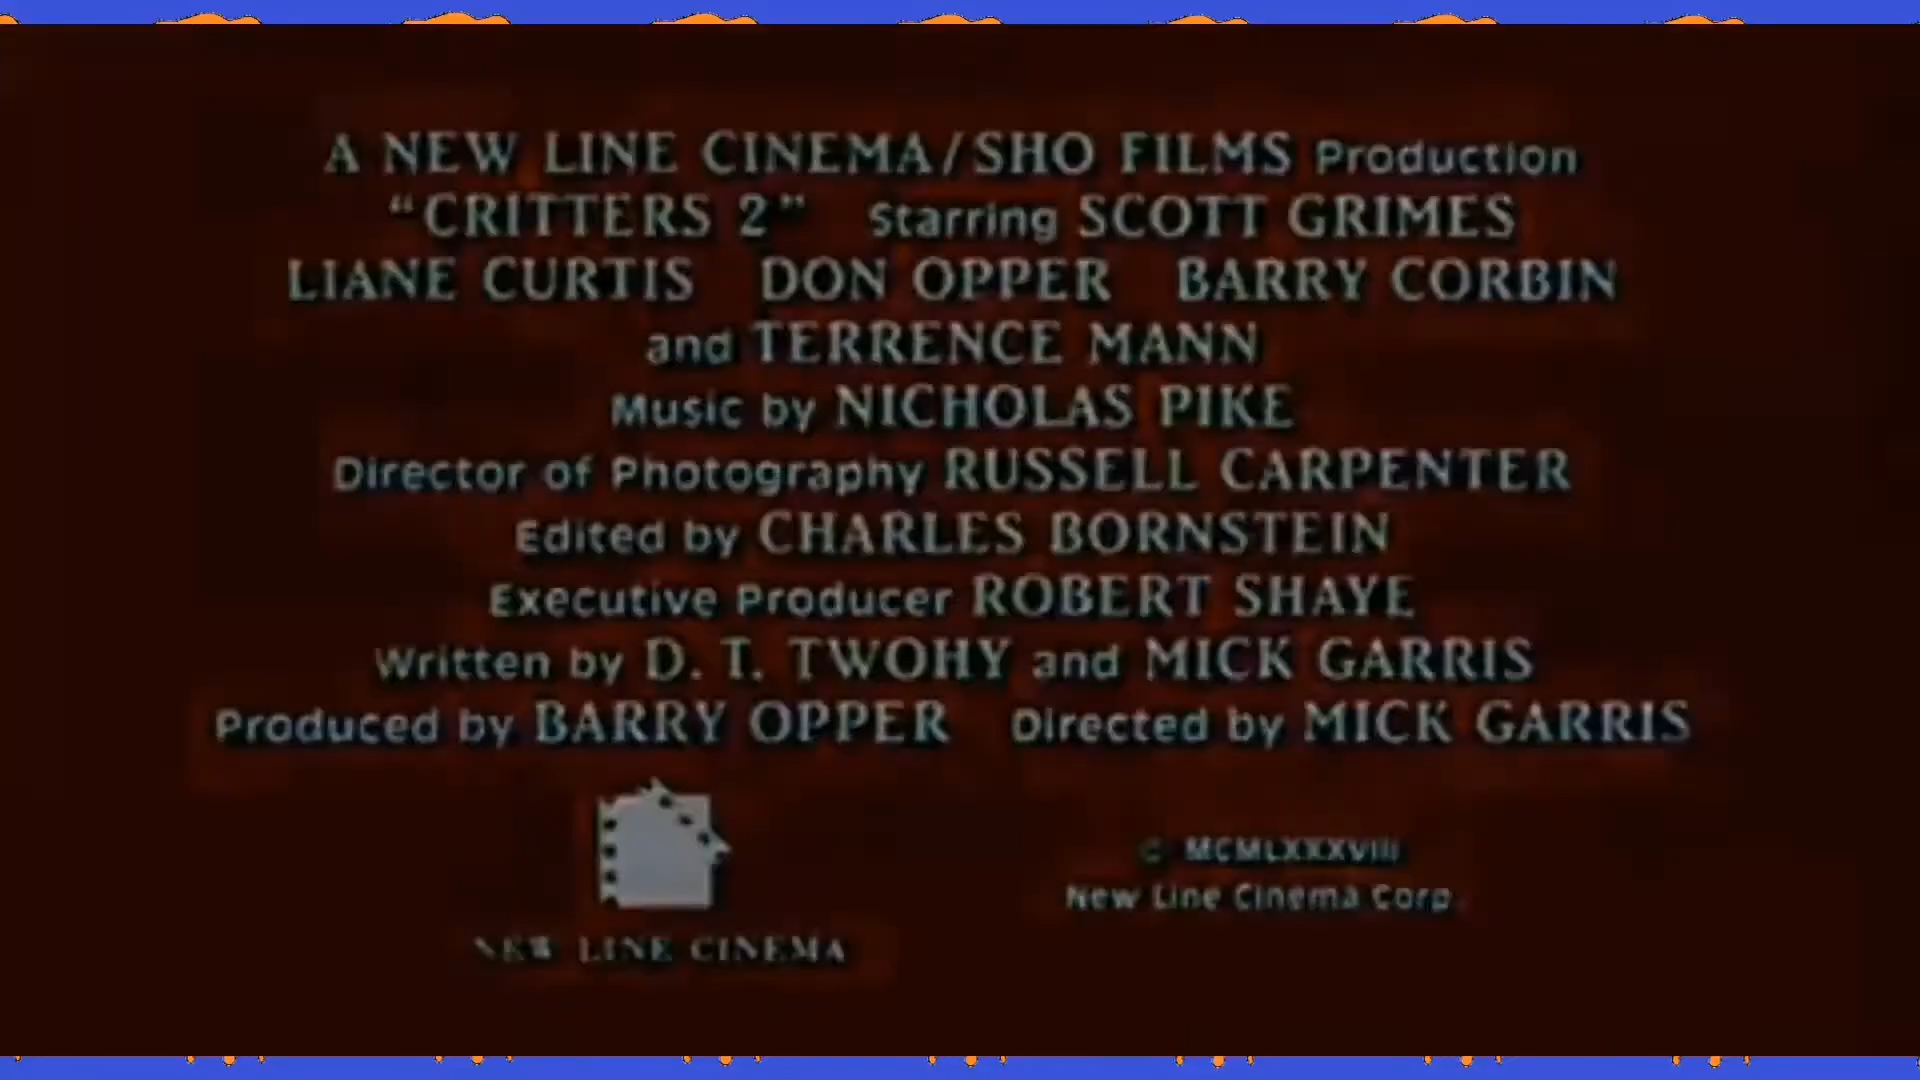 A NEW LINE CINEMA/SHO FILMS Production
“CRITTERS 2” Starring SCOTT GRIMES
LIANE CURTIS DON OPPER BARRY CORBIN
and TERRENCE MANN
Music by NICHOLAS PIKE
Director of Photography RUSSELL CARPENTER
Edited by CHARLES BORNSTEIN
Executive Producer ROBERT SHAYE
Written by D. T. TWOHY and MICK GARRIS
Produced by BARRY OPPER Directed by MICK GARRIS
© MCMLXXXVIII
New Line Cinema Corp.
NEW LINE CINEMA